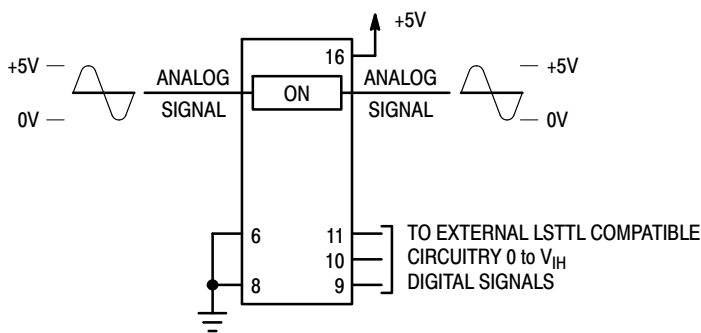 +5V
16
+5V
ANALOG
SIGNAL
ON
ANALOG
SIGNAL
+5V
0V
0V
6
11
TO EXTERNAL LSTTL COMPATIBLE
10
CIRCUITRY 0 to VIH
8
9
DIGITAL SIGNALS